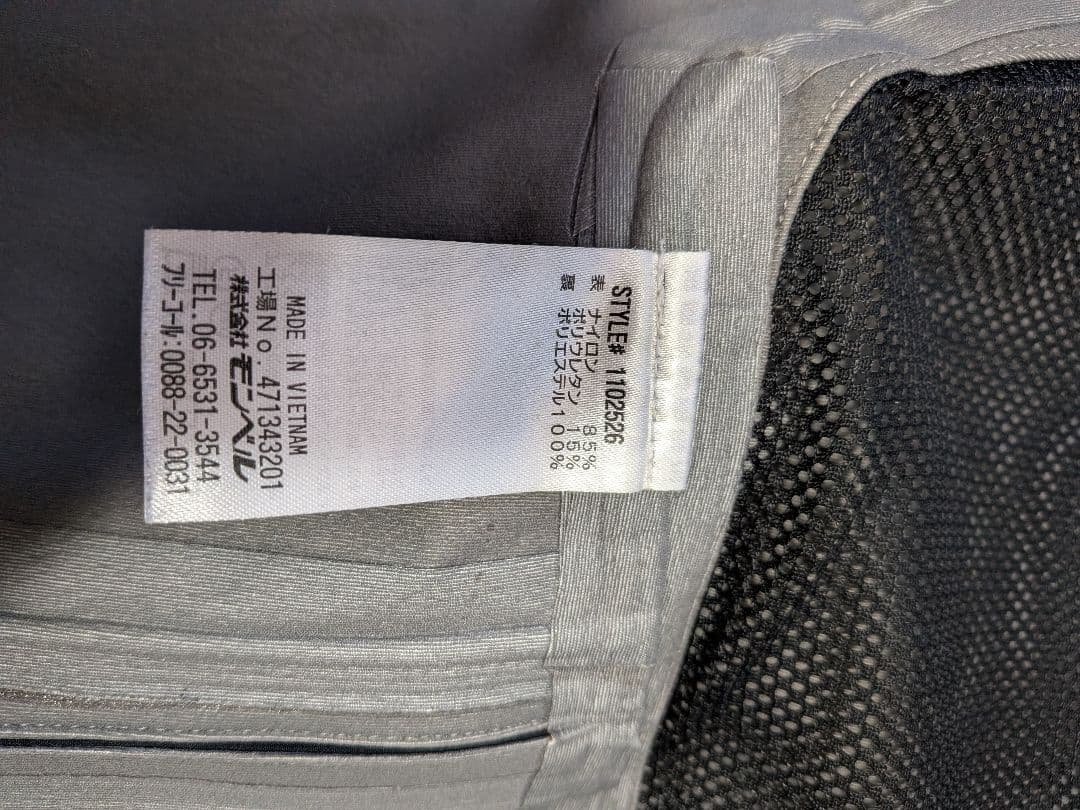 STYLE# 1102526
表 ナイロン 85%
ポリウレタン 15%
裏 ポリエステル100%
MADE IN VIETNAM
工場No. 471343201
株式会社 モンベル
TEL. 06-6531-3544
フリーコール. 0088-22-0031